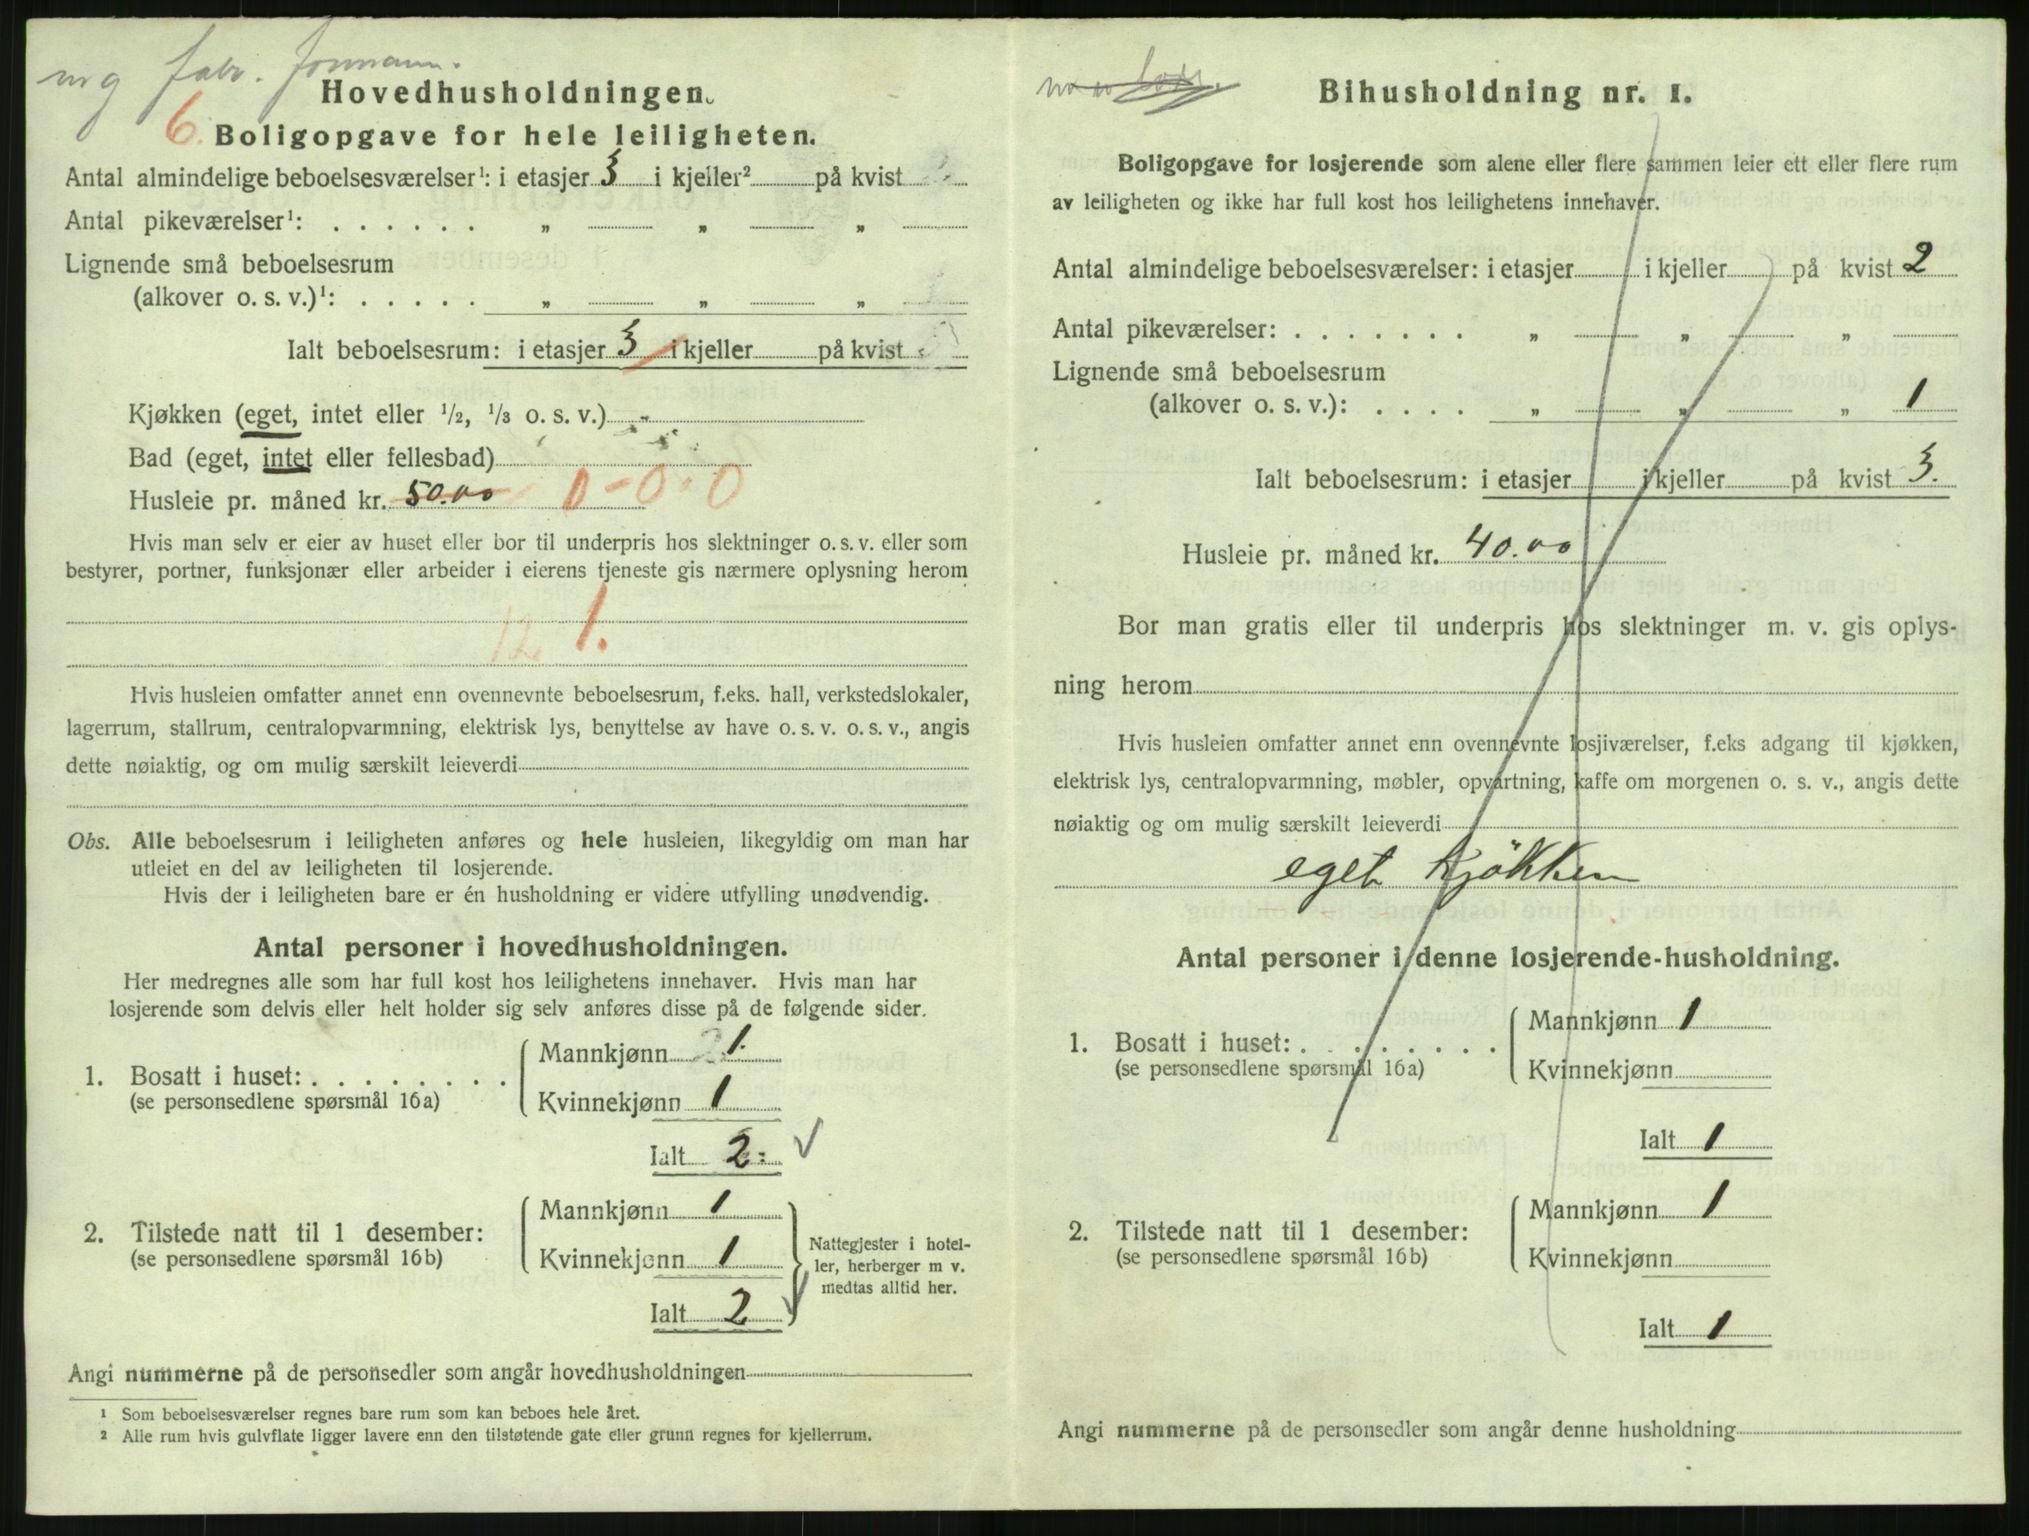 mg fabr. formann.
Hovedhusholdningen.
6. Boligopgave for hele leiligheten.
Antal almindelige beboelsesværelser¹: i etasjer 3 i kjeller² på kvist
Antal pikeværelser¹: . . . . . . „ „ „
Lignende små beboelsesrum
(alkover o. s. v.)¹: . . . . . „ „ „
Ialt beboelsesrum: i etasjer 3 i kjeller på kvist
Kjøkken (eget, intet eller 1/2, 1/3 o. s. v.) -
Bad (eget, intet eller fellesbad)
Husleie pr. måned kr. 50.00 0-0-0
Hvis man selv er eier av huset eller bor til underpris hos slektninger o. s. v. eller som
bestyrer, portner, funksjonær eller arbeider i eierens tjeneste gis nærmere oplysning herom
12 1.
Hvis husleien omfatter annet enn ovennevnte beboelsesrum, f.eks. hall, verkstedslokaler,
lagerrum, stallrum, centralopvarmning, elektrisk lys, benyttelse av have o. s. v. o. s. v., angis
dette nøiaktig, og om mulig særskilt leieverdi
Obs. Alle beboelsesrum i leiligheten anføres og hele husleien, likegyldig om man har
utleiet en del av leiligheten til losjerende.
Hvis der i leiligheten bare er én husholdning er videre utfylling unødvendig.
Antal personer i hovedhusholdningen.
Her medregnes alle som har full kost hos leilighetens innehaver. Hvis man har
losjerende som delvis eller helt holder sig selv anføres disse på de følgende sider.
1. Bosatt i huset: . . . . . . . .
(se personsedlene spørsmål 16a)
Mannkjønn 2 1.
Kvinnekjønn 1
Ialt 2 ✓
2. Tilstede natt til 1 desember:
(se personsedlene spørsmål 16b)
Mannkjønn 1
Kvinnekjønn 1
Ialt 2 ✓
Nattegjester i hotel-
ler, herberger m v.
medtas alltid her.
Angi nummerne på de personsedler som angår hovedhusholdningen
¹ Som beboelsesværelser regnes bare rum som kan beboes hele året.
² Alle rum hvis gulvflate ligger lavere enn den tilstøtende gate eller grunn regnes for kjellerrum.
Bihusholdning nr. 1.
Boligopgave for losjerende som alene eller flere sammen leier ett eller flere rum
av leiligheten og ikke har full kost hos leilighetens innehaver.
Antal almindelige beboelsesværelser: i etasjer i kjeller på kvist 2
Antal pikeværelser: . . . . . . „ „ „
Lignende små beboelsesrum
(alkover o. s. v.): . . . . „ „ „ 1
Ialt beboelsesrum: i etasjer i kjeller på kvist 3.
Husleie pr. måned kr. 40.00
Bor man gratis eller til underpris hos slektninger m. v. gis oplys-
ning herom
Hvis husleien omfatter annet enn ovennevnte losjiværelser, f.eks adgang til kjøkken,
elektrisk lys, centralopvarmning, møbler, opvartning, kaffe om morgenen o. s. v., angis dette
nøiaktig og om mulig særskilt leieverdi
eget kjökken
Antal personer i denne losjerende-husholdning.
1. Bosatt i huset: . . . . . . . .
(se personsedlene spørsmål 16a)
Mannkjønn 1
Kvinnekjønn
Ialt 1
2. Tilstede natt til 1 desember:
(se personsedlene spørsmål 16b)
Mannkjønn 1
Kvinnekjønn
Ialt 1
Angi nummerne på de personsedler som angår denne husholdning